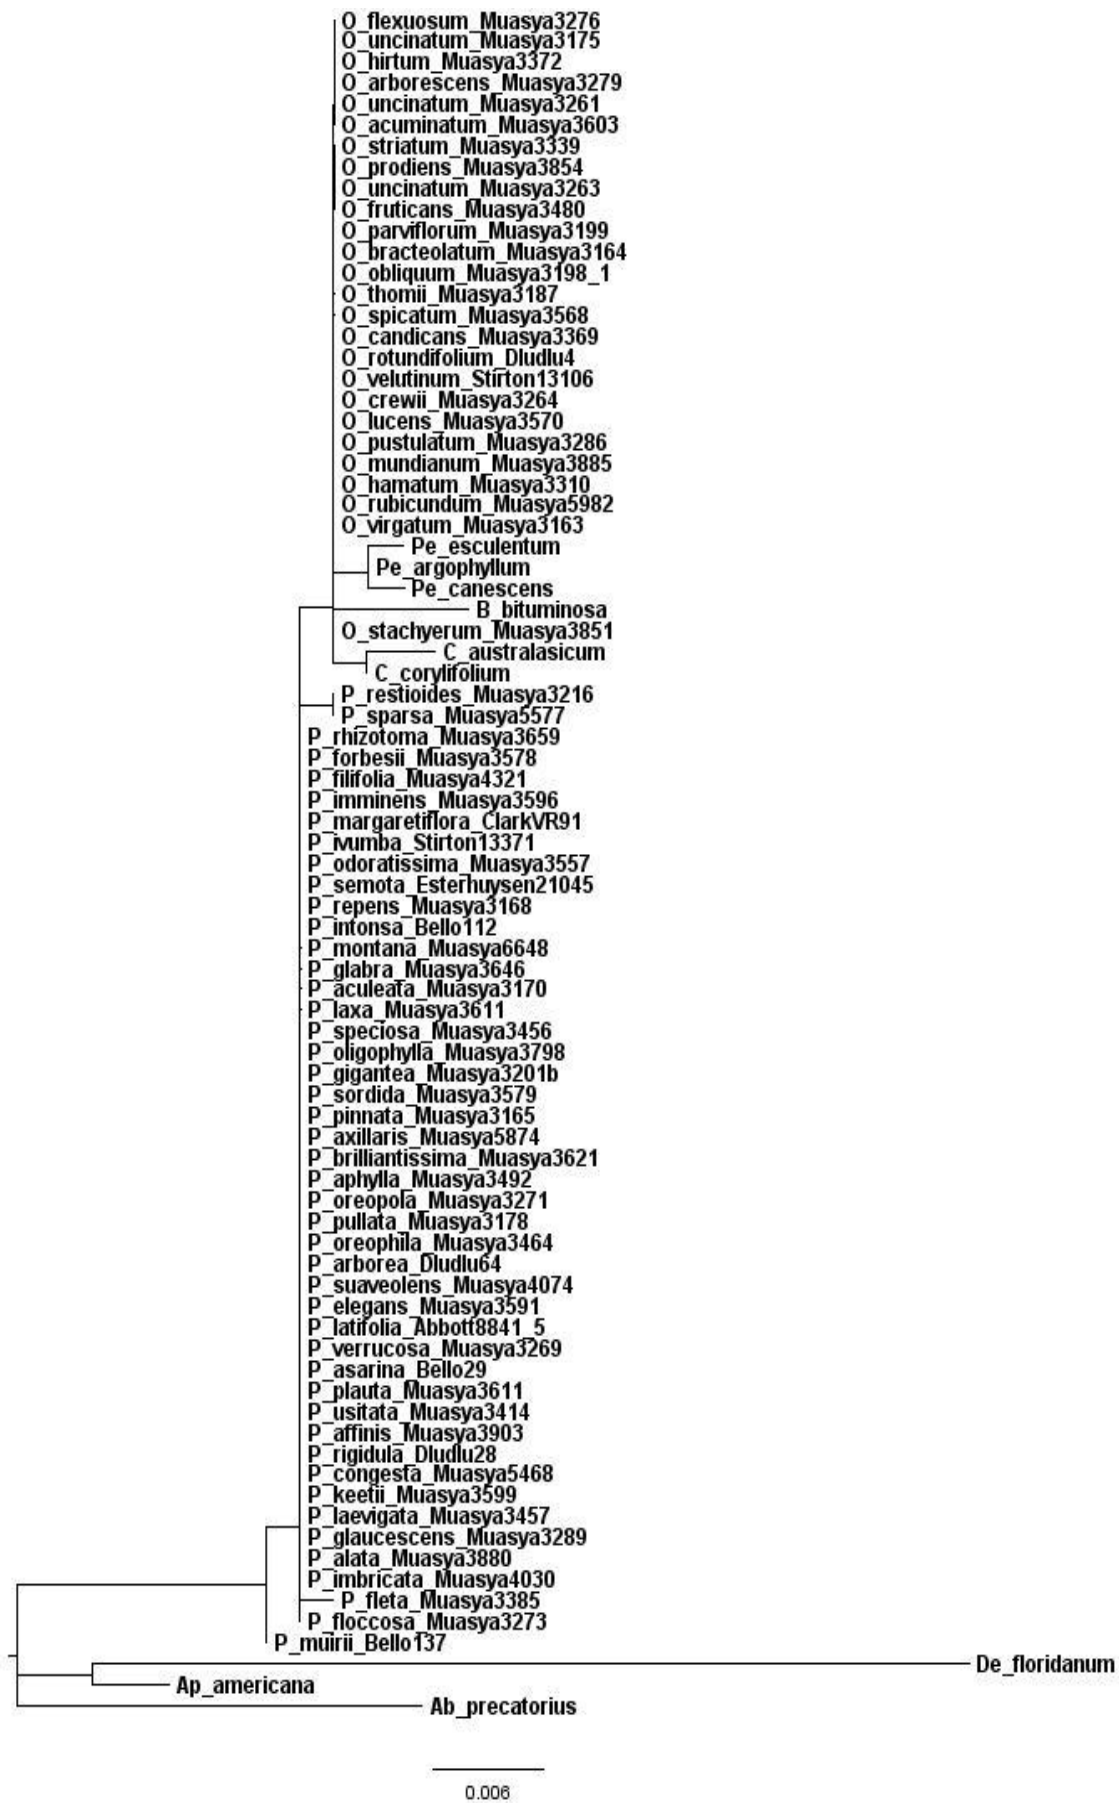 O_flexuosum_Muasya3276
O_uncinatum_Muasya3175
O_hirtum_Muasya3372
O_arborescens_Muasya3279
O_uncinatum_Muasya3261
O_acuminatum_Muasya3603
O_striatum_Muasya3339
O_prodiens_Muasya3854
O_uncinatum_Muasya3263
O_fruticans_Muasya3480
O_parviflorum_Muasya3199
O_bracteolatum_Muasya3164
O_obliquum_Muasya3198_1
O_thomii_Muasya3187
O_spicatum_Muasya3568
O_candicans_Muasya3369
O_rotundifolium_Dludlu4
O_velutinum_Stirton13106
O_crewii_Muasya3264
O_lucens_Muasya3570
O_pustulatum_Muasya3286
O_mundianum_Muasya3885
O_hamatum_Muasya3310
O_rubicundum_Muasya5982
O_virgatum_Muasya3163
Pe_esculentum
Pe_argophyllum
Pe_canescens
B_bituminosa
O_stachyerum_Muasya3851
C_australasicum
C_corylifolium
P_restioides_Muasya3216
P_sparsa_Muasya5577
P_rhizotoma_Muasya3659
P_forbesii_Muasya3578
P_filifolia_Muasya4321
P_imminens_Muasya3596
P_margaretiflora_ClarkVR91
P_ivumba_Stirton13371
P_odoratissima_Muasya3557
P_semota_Esterhuysen21045
P_repens_Muasya3168
P_intonsa_Bello112
P_montana_Muasya6648
P_glabra_Muasya3646
P_aculeata_Muasya3170
P_laxa_Muasya3611
P_speciosa_Muasya3456
P_oligophylla_Muasya3798
P_gigantea_Muasya3201b
P_sordida_Muasya3579
P_pinnata_Muasya3165
P_axillaris_Muasya5874
P_brilliantissima_Muasya3621
P_aphylla_Muasya3492
P_oreopola_Muasya3271
P_pullata_Muasya3178
P_oreophila_Muasya3464
P_arborea_Dludlu64
P_suaveolens_Muasya4074
P_elegans_Muasya3591
P_latifolia_Abbott8841_5
P_verrucosa_Muasya3269
P_asarina_Bello29
P_plauta_Muasya3611
P_usitata_Muasya3414
P_affinis_Muasya3903
P_rigidula_Dludlu28
P_congesta_Muasya5468
P_keetii_Muasya3599
P_laevigata_Muasya3457
P_glaucescens_Muasya3289
P_alata_Muasya3880
P_imbricata_Muasya4030
P_fleta_Muasya3385
P_floccosa_Muasya3273
P_muirii_Bello137
De_floridanum
Ap_americana
Ab_precatorius
0.006